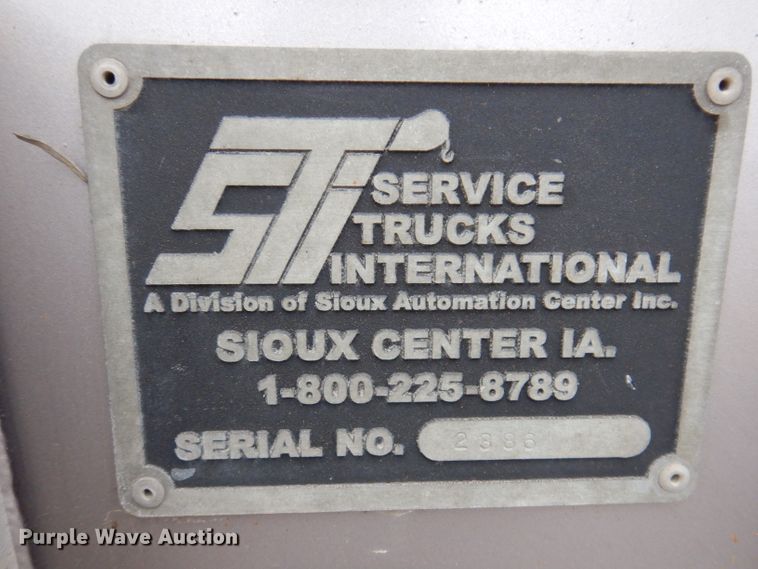 STi
SERVICE
TRUCKS
INTERNATIONAL
A Division of Sioux Automation Center Inc.
SIOUX CENTER IA.
1-800-225-8789
SERIAL NO. 2386
Purple Wave Auction